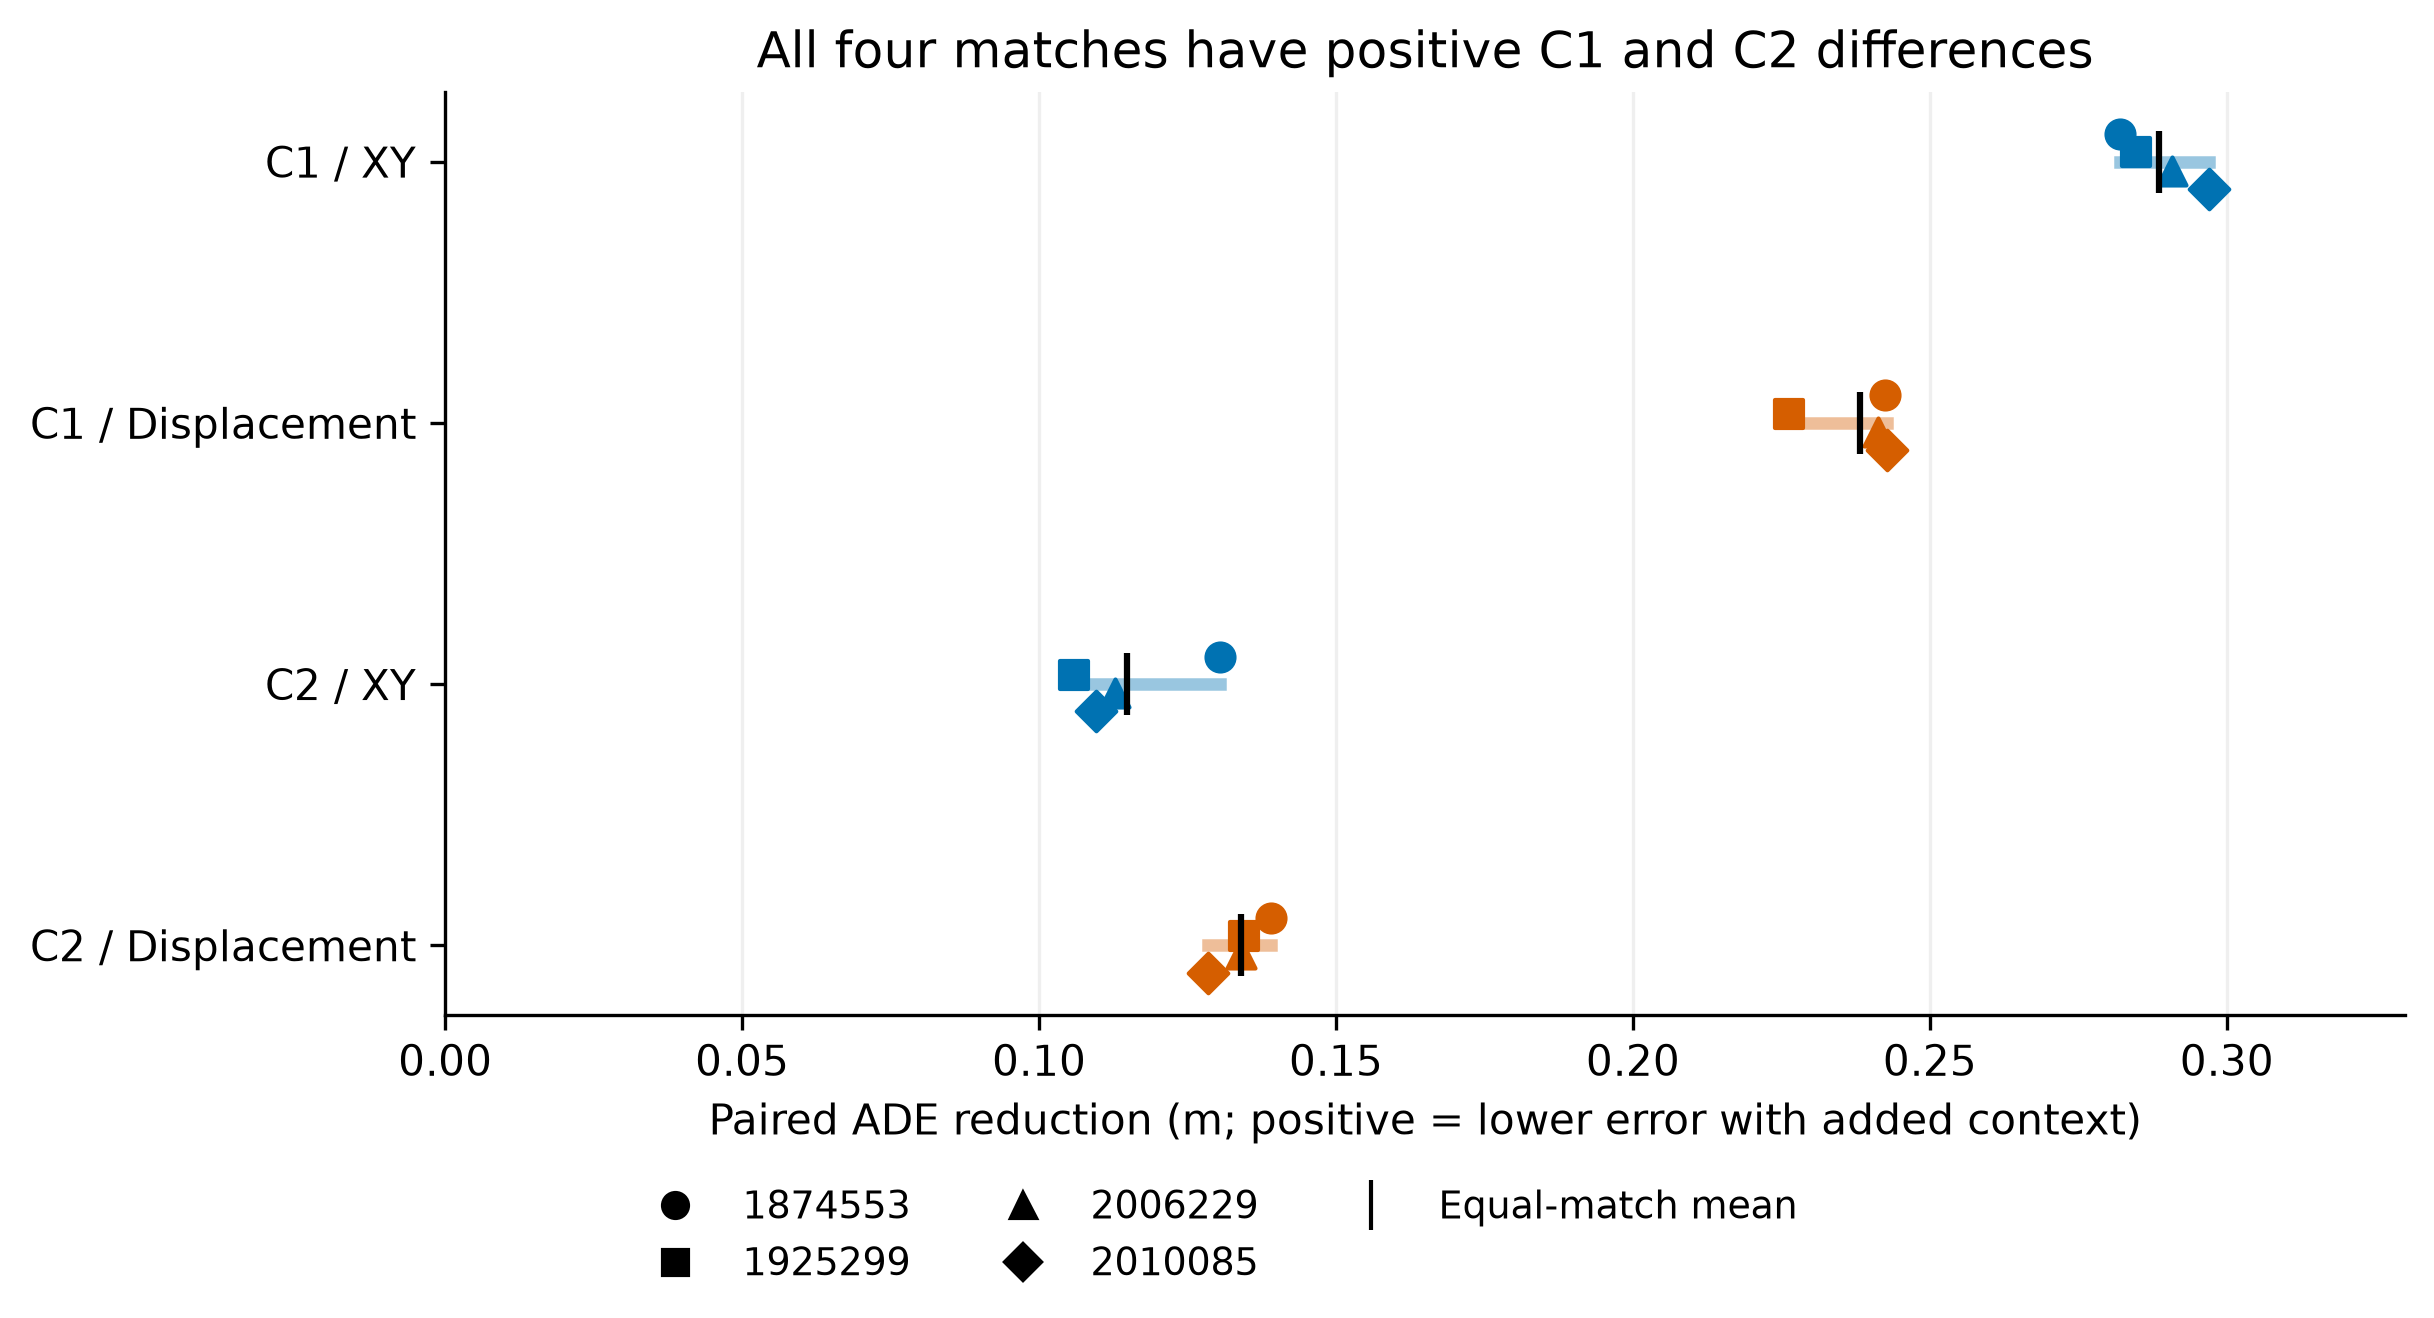 All four matches have positive C1 and C2 differences
C1 / XY
C1 / Displacement
C2 / XY
C2 / Displacement
0.00 0.05 0.10 0.15 0.20 0.25 0.30
Paired ADE reduction (m; positive = lower error with added context)
1874553 2006229 Equal-match mean
1925299 2010085